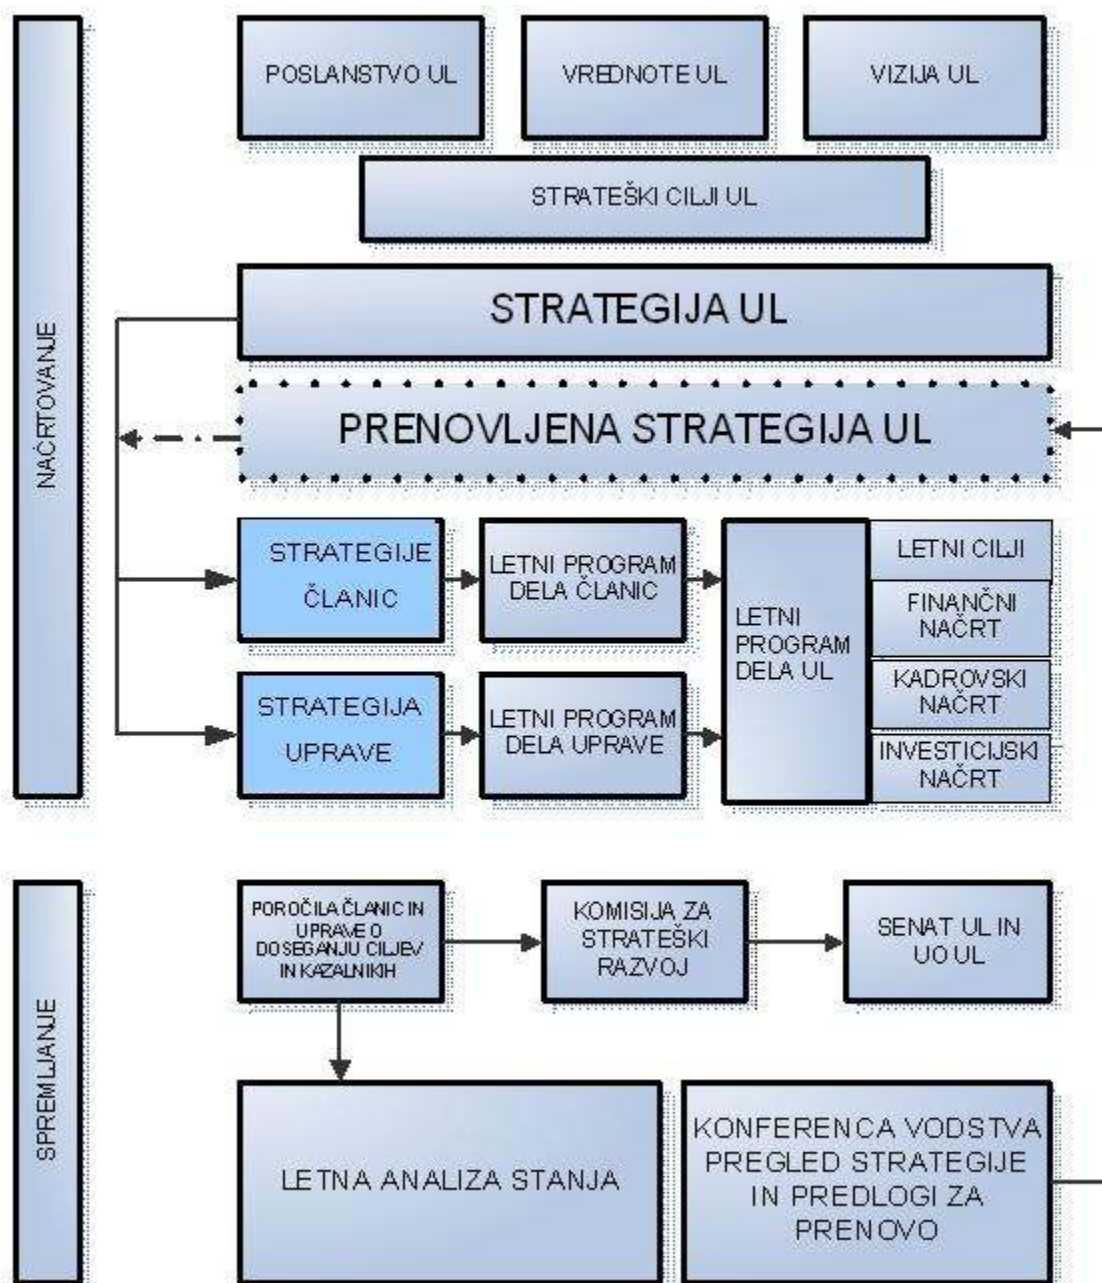 NAČRTOVANJE
POSLANSTVO UL
VREDNOTE UL
VIZIJA UL
STRATEŠKI CILJI UL
STRATEGIJA UL
PRENOVLJENA STRATEGIJA UL
STRATEGIJE
ČLANIC
LETNI PROGRAM
DELA ČLANIC
STRATEGIJA
UPRAVE
LETNI PROGRAM
DELA UPRAVE
LETNI
PROGRAM
DELA UL
LETNI CILJI
FINANČNI
NAČRT
KADROVSKI
NAČRT
INVESTICIJSKI
NAČRT
SPREMLJANJE
POROČILA ČLANIC IN
UPRAVE O
DOSEGANJU CILJEV
IN KAZALNIKIH
KOMISIJA ZA
STRATEŠKI
RAZVOJ
SENAT UL IN
UO UL
LETNA ANALIZA STANJA
KONFERENCA VODSTVA
PREGLED STRATEGIJE
IN PREDLOGI ZA
PRENOVO